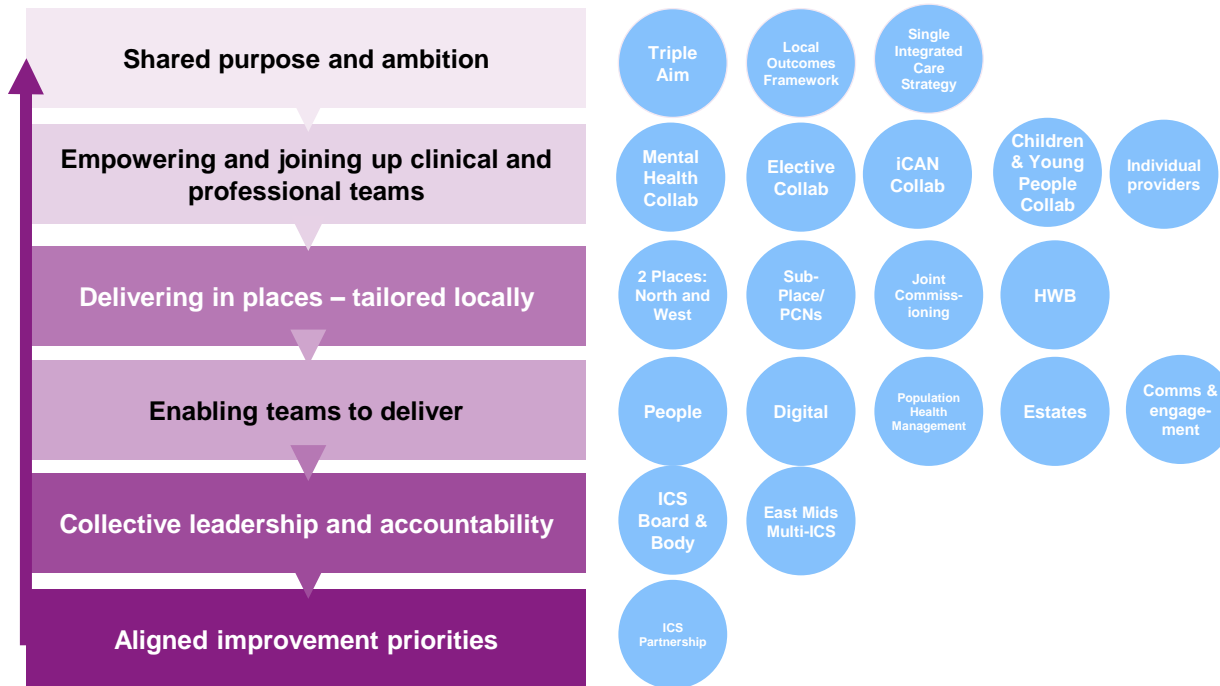 Shared purpose and ambition
Triple
Aim
Local
Outcomes
Framework
Single
Integrated
Care
Strategy
Empowering and joining up clinical and
professional teams
Mental
Health
Collab
Elective
Collab
iCAN
Collab
Children
& Young
People
Collab
Individual
providers
Delivering in places – tailored locally
2 Places:
North and
West
Sub-
Place/
PCNs
Joint
Commiss-
ioning
HWB
Enabling teams to deliver
People
Digital
Population
Health
Management
Estates
Comms &
engage-
ment
Collective leadership and accountability
ICS
Board &
Body
East Mids
Multi-ICS
Aligned improvement priorities
ICS
Partnership